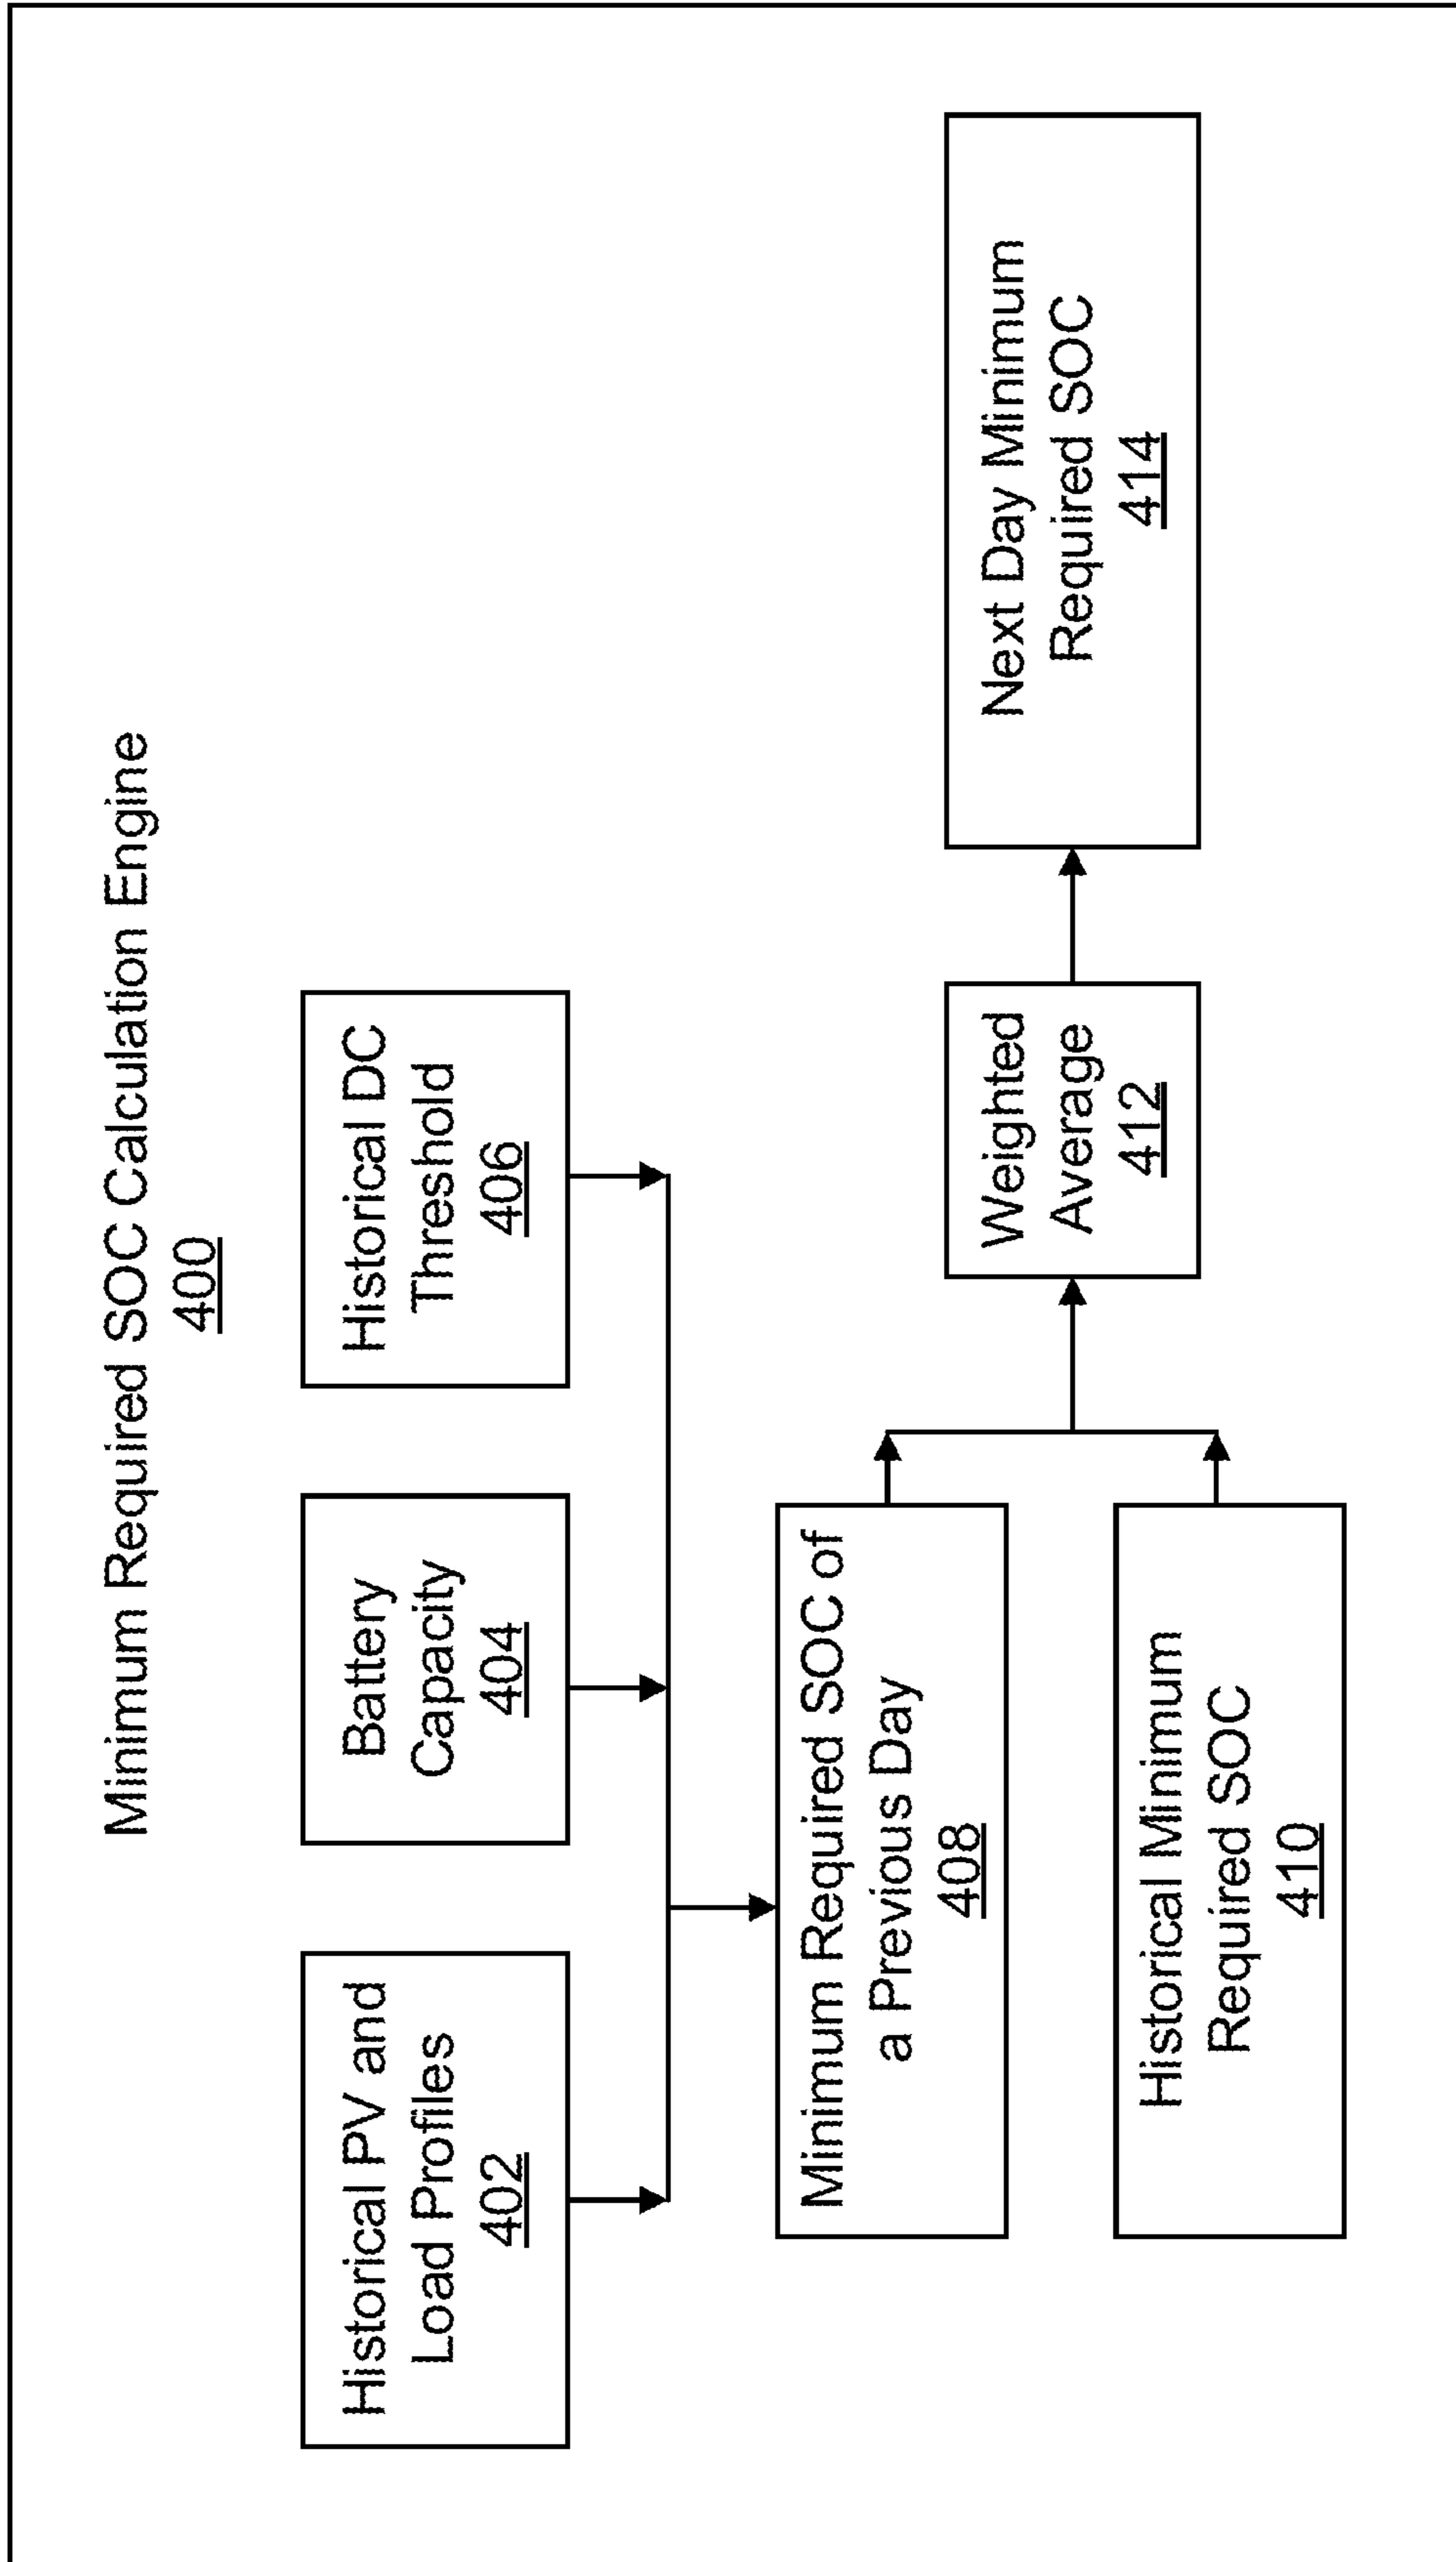 Minimum Required SOC Calculation Engine
400
Historical PV and
Load Profiles
402
Battery
Capacity
404
Historical DC
Threshold
406
Minimum Required SOC of
a Previous Day
408
Historical Minimum
Required SOC
410
Weighted
Average
412
Next Day Minimum
Required SOC
414